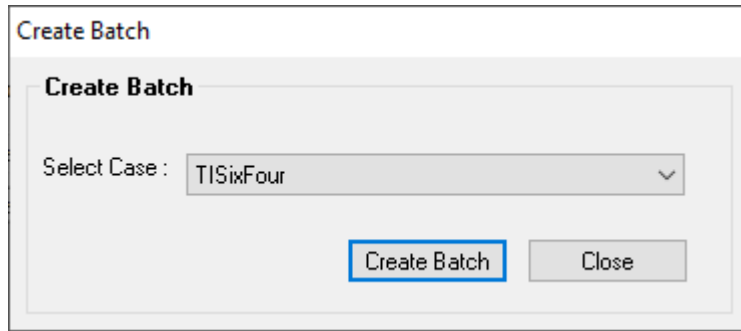 Create Batch
Create Batch
Select Case : TISixFour
Create Batch Close